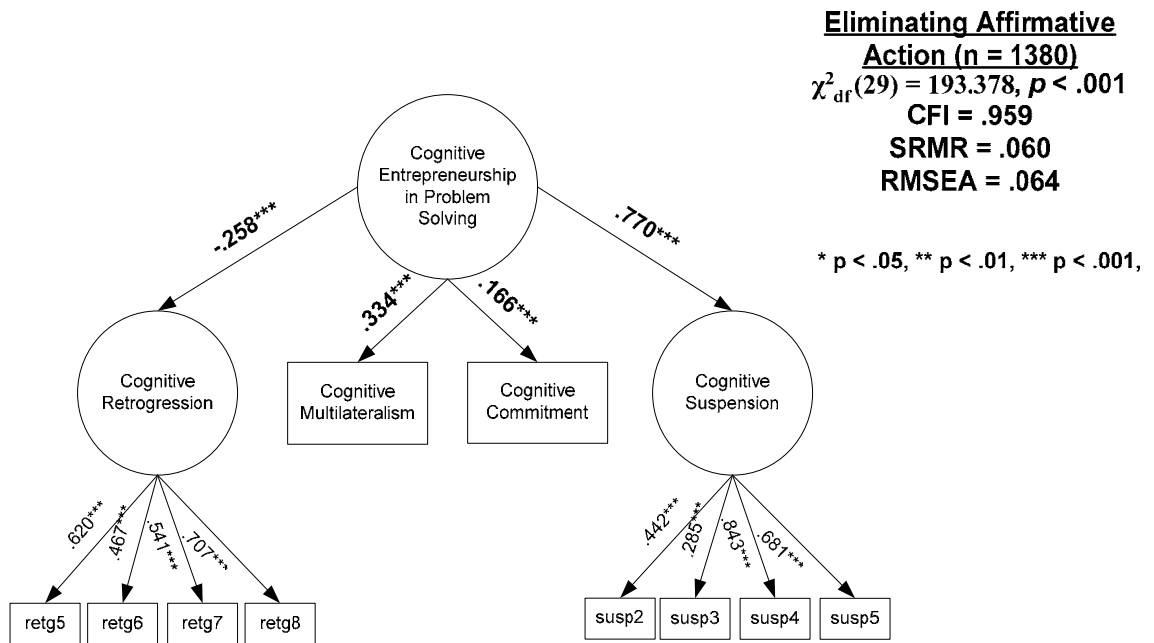 Eliminating Affirmative
Action (n = 1380)
χ²df(29) = 193.378, p < .001
CFI = .959
SRMR = .060
RMSEA = .064
* p < .05, ** p < .01, *** p < .001,
Cognitive
Entrepreneurship
in Problem
Solving
-.258***
.334***
.166***
.770***
Cognitive
Retrogression
Cognitive
Multilateralism
Cognitive
Commitment
Cognitive
Suspension
.620***
.467***
.541***
.707***
.442***
.285***
.843***
.681***
retg5
retg6
retg7
retg8
susp2
susp3
susp4
susp5